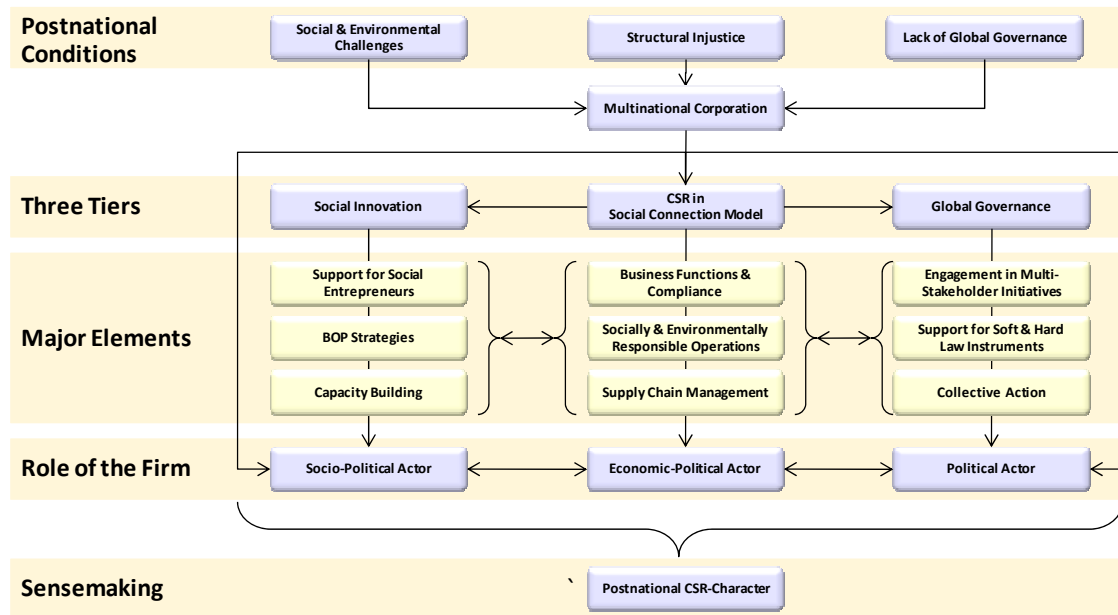 Postnational
Conditions
Social & Environmental
Challenges
Structural Injustice
Lack of Global Governance
Multinational Corporation
Three Tiers
Social Innovation
CSR in
Social Connection Model
Global Governance
Major Elements
Support for Social
Entrepreneurs
Business Functions &
Compliance
Engagement in Multi-
Stakeholder Initiatives
BOP Strategies
Socially & Environmentally
Responsible Operations
Support for Soft & Hard
Law Instruments
Capacity Building
Supply Chain Management
Collective Action
Role of the Firm
Socio-Political Actor
Economic-Political Actor
Political Actor
Sensemaking
`
Postnational CSR-Character